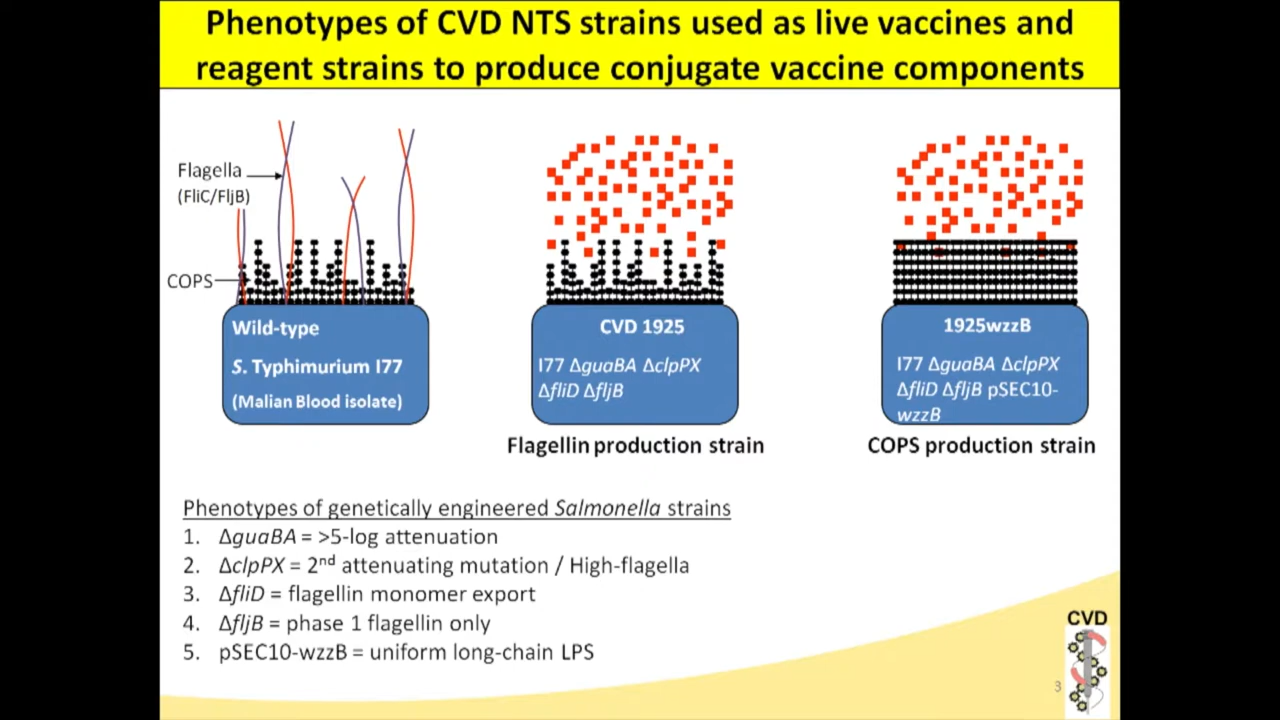 Phenotypes of CVD NTS strains used as live vaccines and
reagent strains to produce conjugate vaccine components
Flagella
(FliC/FljB)
COPS
Wild-type
S. Typhimurium I77
(Malian Blood isolate)
CVD 1925
I77 ΔguaBA ΔclpPX
ΔfliD ΔfljB
Flagellin production strain
1925wzzB
I77 ΔguaBA ΔclpPX
ΔfliD ΔfljB pSEC10-
wzzB
COPS production strain
Phenotypes of genetically engineered Salmonella strains
1. ΔguaBA = >5-log attenuation
2. ΔclpPX = 2nd attenuating mutation / High-flagella
3. ΔfliD = flagellin monomer export
4. ΔfljB = phase 1 flagellin only
5. pSEC10-wzzB = uniform long-chain LPS
CVD
3